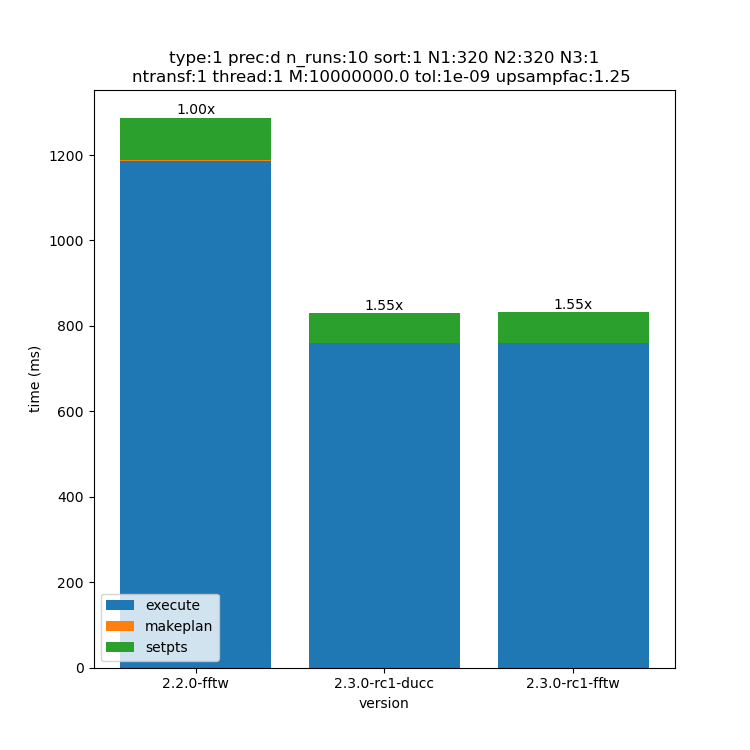 type:1 prec:d n_runs:10 sort:1 N1:320 N2:320 N3:1
ntransf:1 thread:1 M:10000000.0 tol:1e-09 upsampfac:1.25
1.00x
1.55x
1.55x
1200
1000
800
600
400
200
0
time (ms)
execute
makeplan
setpts
2.2.0-fftw
2.3.0-rc1-ducc
2.3.0-rc1-fftw
version